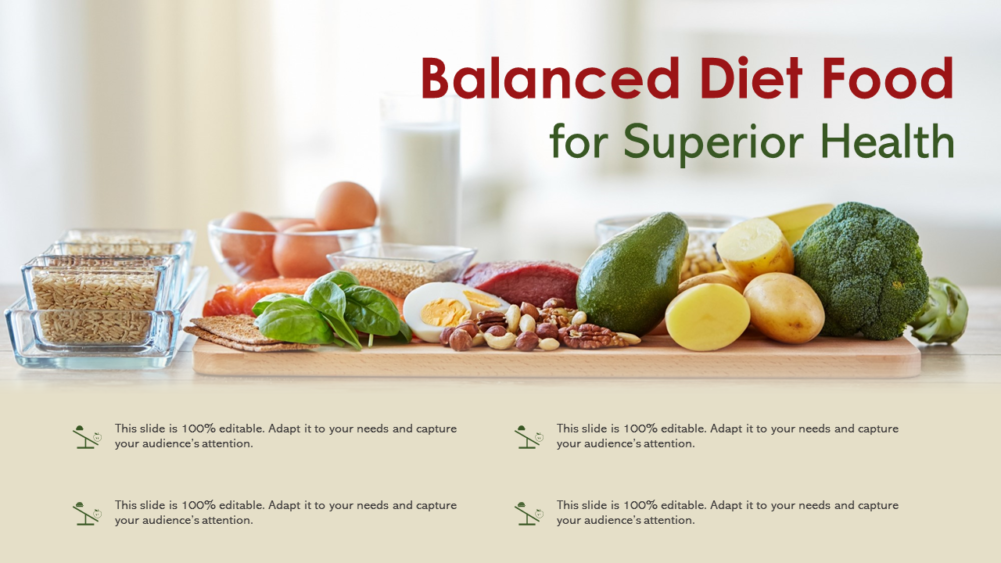 Balanced Diet Food
for Superior Health
This slide is 100% editable. Adapt it to your needs and capture
your audience's attention.
This slide is 100% editable. Adapt it to your needs and capture
your audience's attention.
This slide is 100% editable. Adapt it to your needs and capture
your audience's attention.
This slide is 100% editable. Adapt it to your needs and capture
your audience's attention.